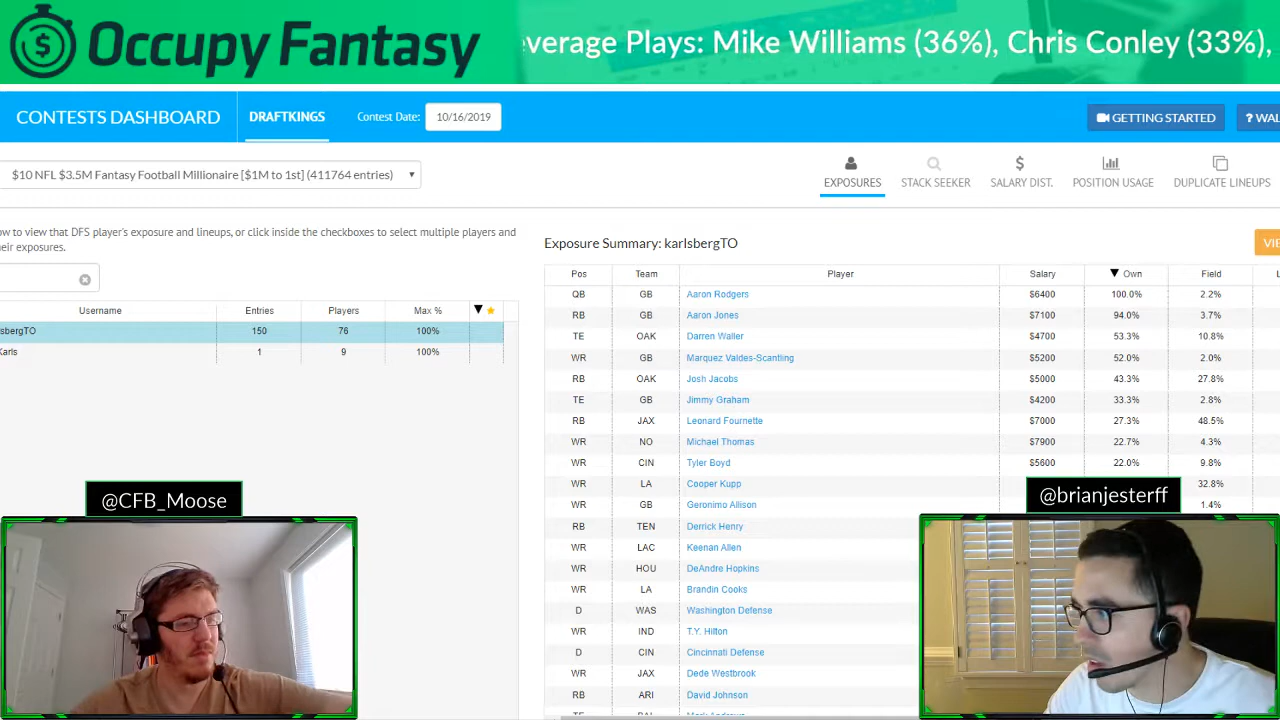 Occupy Fantasy
verage Plays: Mike Williams (36%), Chris Conley (33%),
CONTESTS DASHBOARD
DRAFTKINGS
Contest Date:
10/16/2019
GETTING STARTED
? WAL
$10 NFL $3.5M Fantasy Football Millionaire [$1M to 1st] (411764 entries)
EXPOSURES
STACK SEEKER
SALARY DIST.
POSITION USAGE
DUPLICATE LINEUPS
ow to view that DFS player's exposure and lineups, or click inside the checkboxes to select multiple players and
heir exposures.
Exposure Summary: karlsbergTO
VIE
Username Entries Players Max %
sbergTO 150 76 100%
Karls 1 9 100%
Pos Team Player Salary Own Field L
QB GB Aaron Rodgers $6400 100.0% 2.2%
RB GB Aaron Jones $7100 94.0% 3.7%
TE OAK Darren Waller $4700 53.3% 10.8%
WR GB Marquez Valdes-Scantling $5200 52.0% 2.0%
RB OAK Josh Jacobs $5000 43.3% 27.8%
TE GB Jimmy Graham $4200 33.3% 2.8%
RB JAX Leonard Fournette $7000 27.3% 48.5%
WR NO Michael Thomas $7900 22.7% 4.3%
WR CIN Tyler Boyd $5600 22.0% 9.8%
WR LA Cooper Kupp 32.8%
WR GB Geronimo Allison 1.4%
RB TEN Derrick Henry
WR LAC Keenan Allen
WR HOU DeAndre Hopkins
WR LA Brandin Cooks
D WAS Washington Defense
WR IND T.Y. Hilton
D CIN Cincinnati Defense
WR JAX Dede Westbrook
RB ARI David Johnson
@CFB_Moose
@brianjesterff